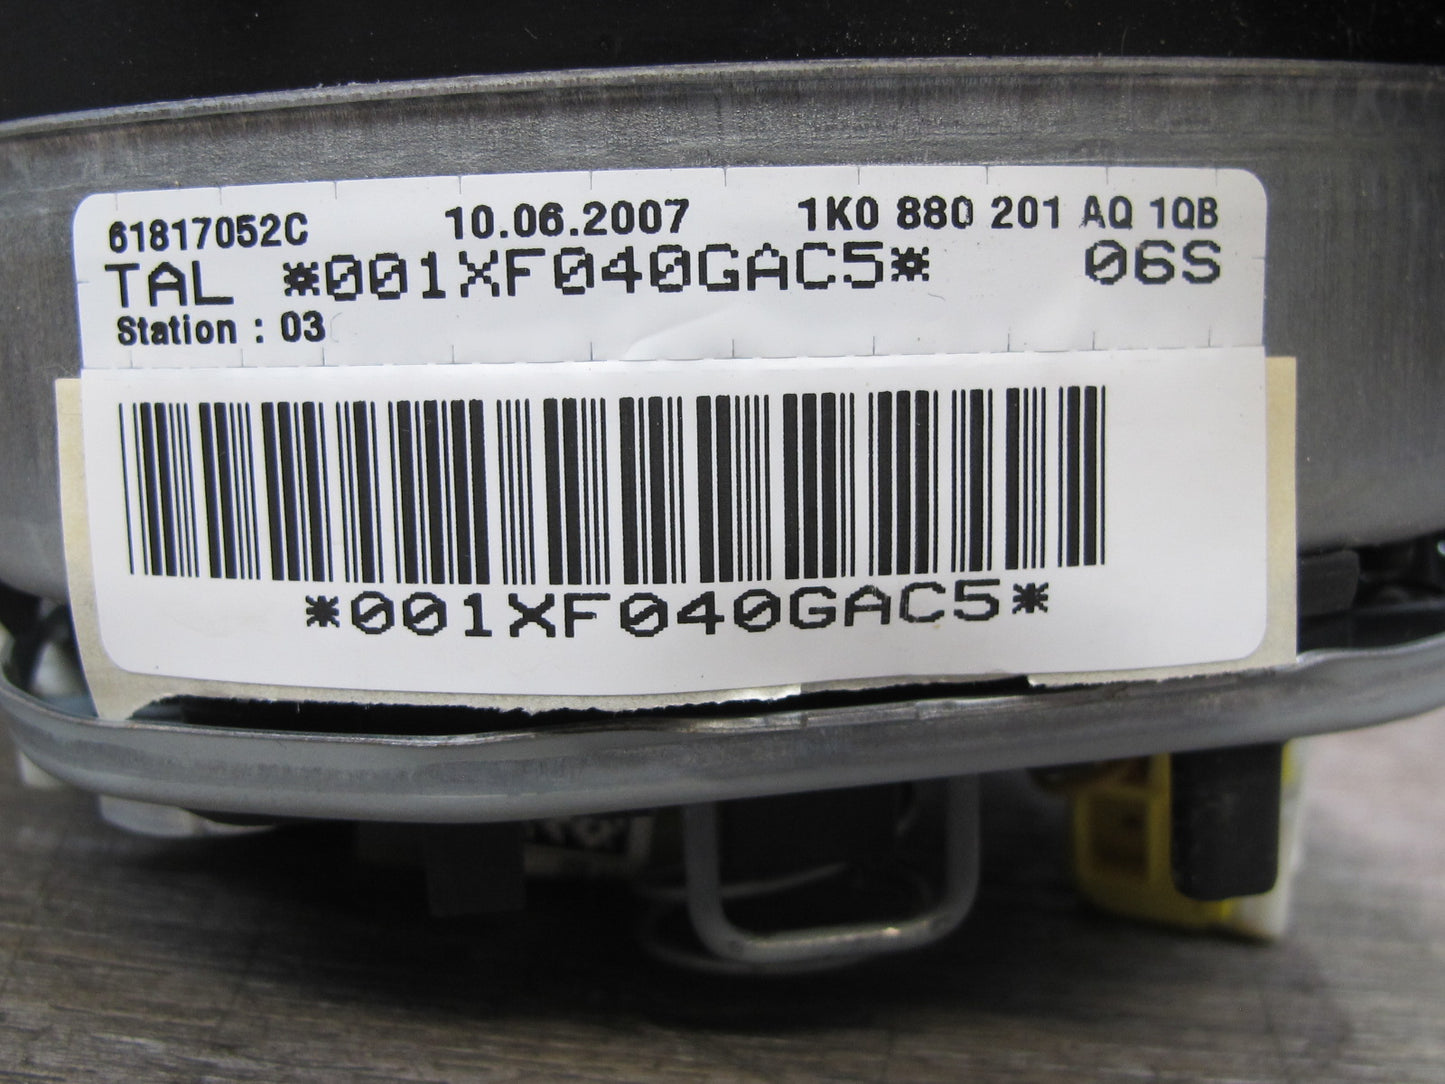 61817052C 10.06.2007 1K0 880 201 AQ 1QB
TAL *001XF040GAC5* 06S
Station : 03
*001XF040GAC5*